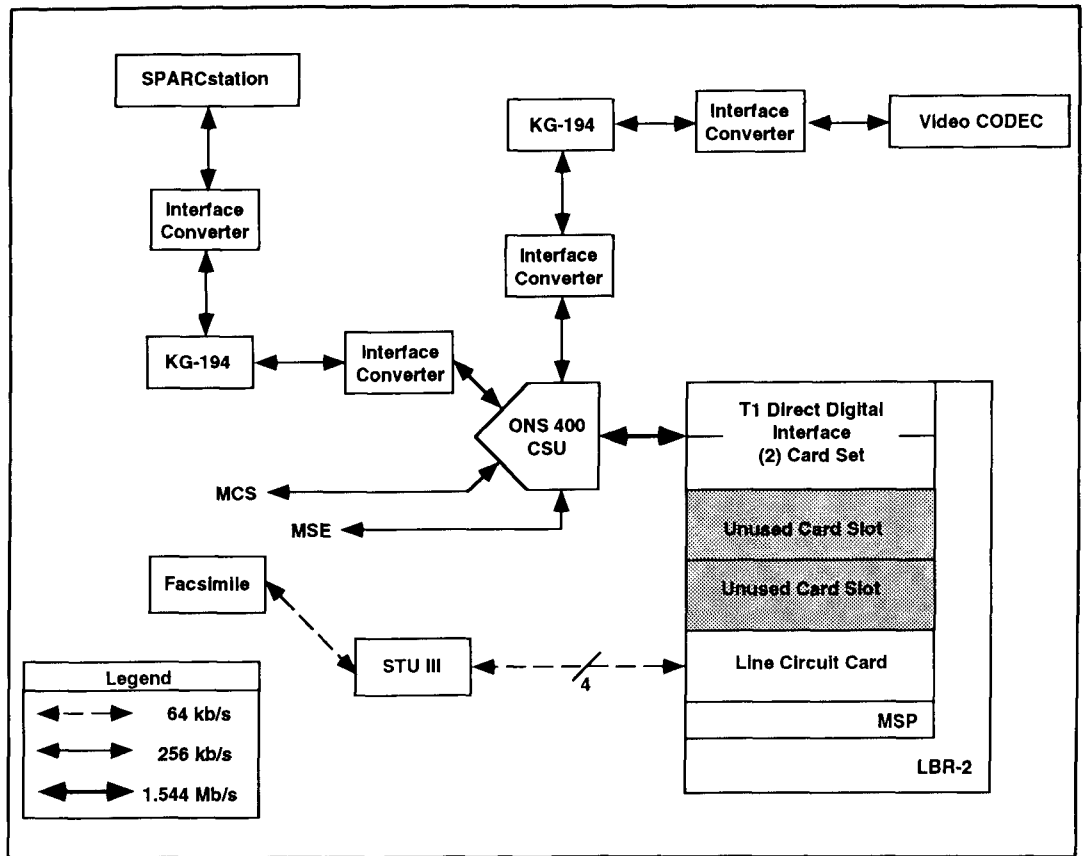 SPARCstation
KG-194
Interface
Converter
Video CODEC
Interface
Converter
Interface
Converter
KG-194
Interface
Converter
ONS 400
CSU
T1 Direct Digital
Interface
(2) Card Set
MCS
MSE
Unused Card Slot
Unused Card Slot
Facsimile
STU III
4
Line Circuit Card
MSP
LBR-2
Legend
64 kb/s
256 kb/s
1.544 Mb/s